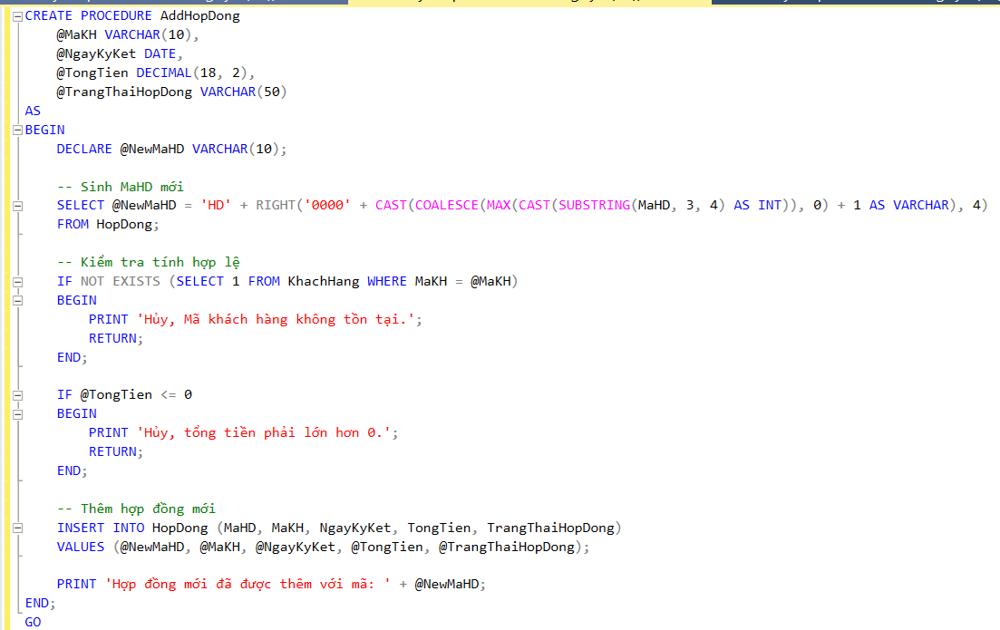 CREATE PROCEDURE AddHopDong
    @MaKH VARCHAR(10),
    @NgayKyKet DATE,
    @TongTien DECIMAL(18, 2),
    @TrangThaiHopDong VARCHAR(50)
AS
BEGIN
    DECLARE @NewMaHD VARCHAR(10);
    -- Sinh MaHD mới
    SELECT @NewMaHD = 'HD' + RIGHT('0000' + CAST(COALESCE(MAX(CAST(SUBSTRING(MaHD, 3, 4) AS INT)), 0) + 1 AS VARCHAR), 4)
    FROM HopDong;
    -- Kiểm tra tính hợp lệ
    IF NOT EXISTS (SELECT 1 FROM KhachHang WHERE MaKH = @MaKH)
    BEGIN
        PRINT 'Hủy, Mã khách hàng không tồn tại.';
        RETURN;
    END;
    IF @TongTien <= 0
    BEGIN
        PRINT 'Hủy, tổng tiền phải lớn hơn 0.';
        RETURN;
    END;
    -- Thêm hợp đồng mới
    INSERT INTO HopDong (MaHD, MaKH, NgayKyKet, TongTien, TrangThaiHopDong)
    VALUES (@NewMaHD, @MaKH, @NgayKyKet, @TongTien, @TrangThaiHopDong);
    PRINT 'Hợp đồng mới đã được thêm với mã: ' + @NewMaHD;
END;
GO